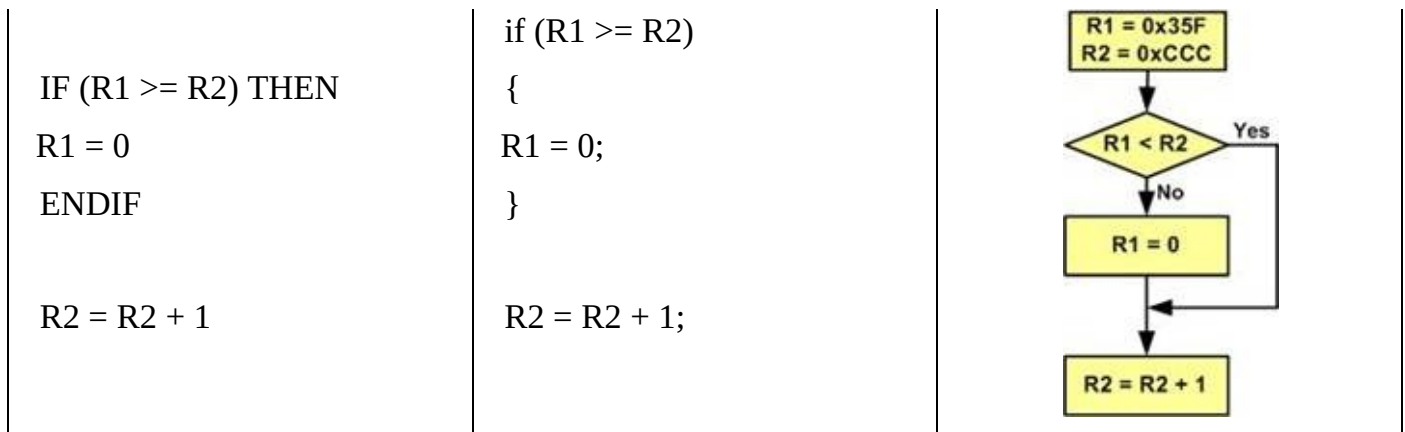 IF (R1 >= R2) THEN
R1 = 0
ENDIF
R2 = R2 + 1
if (R1 >= R2)
{
R1 = 0;
}
R2 = R2 + 1;
R1 = 0x35F
R2 = 0xCCC
R1 < R2
Yes
No
R1 = 0
R2 = R2 + 1